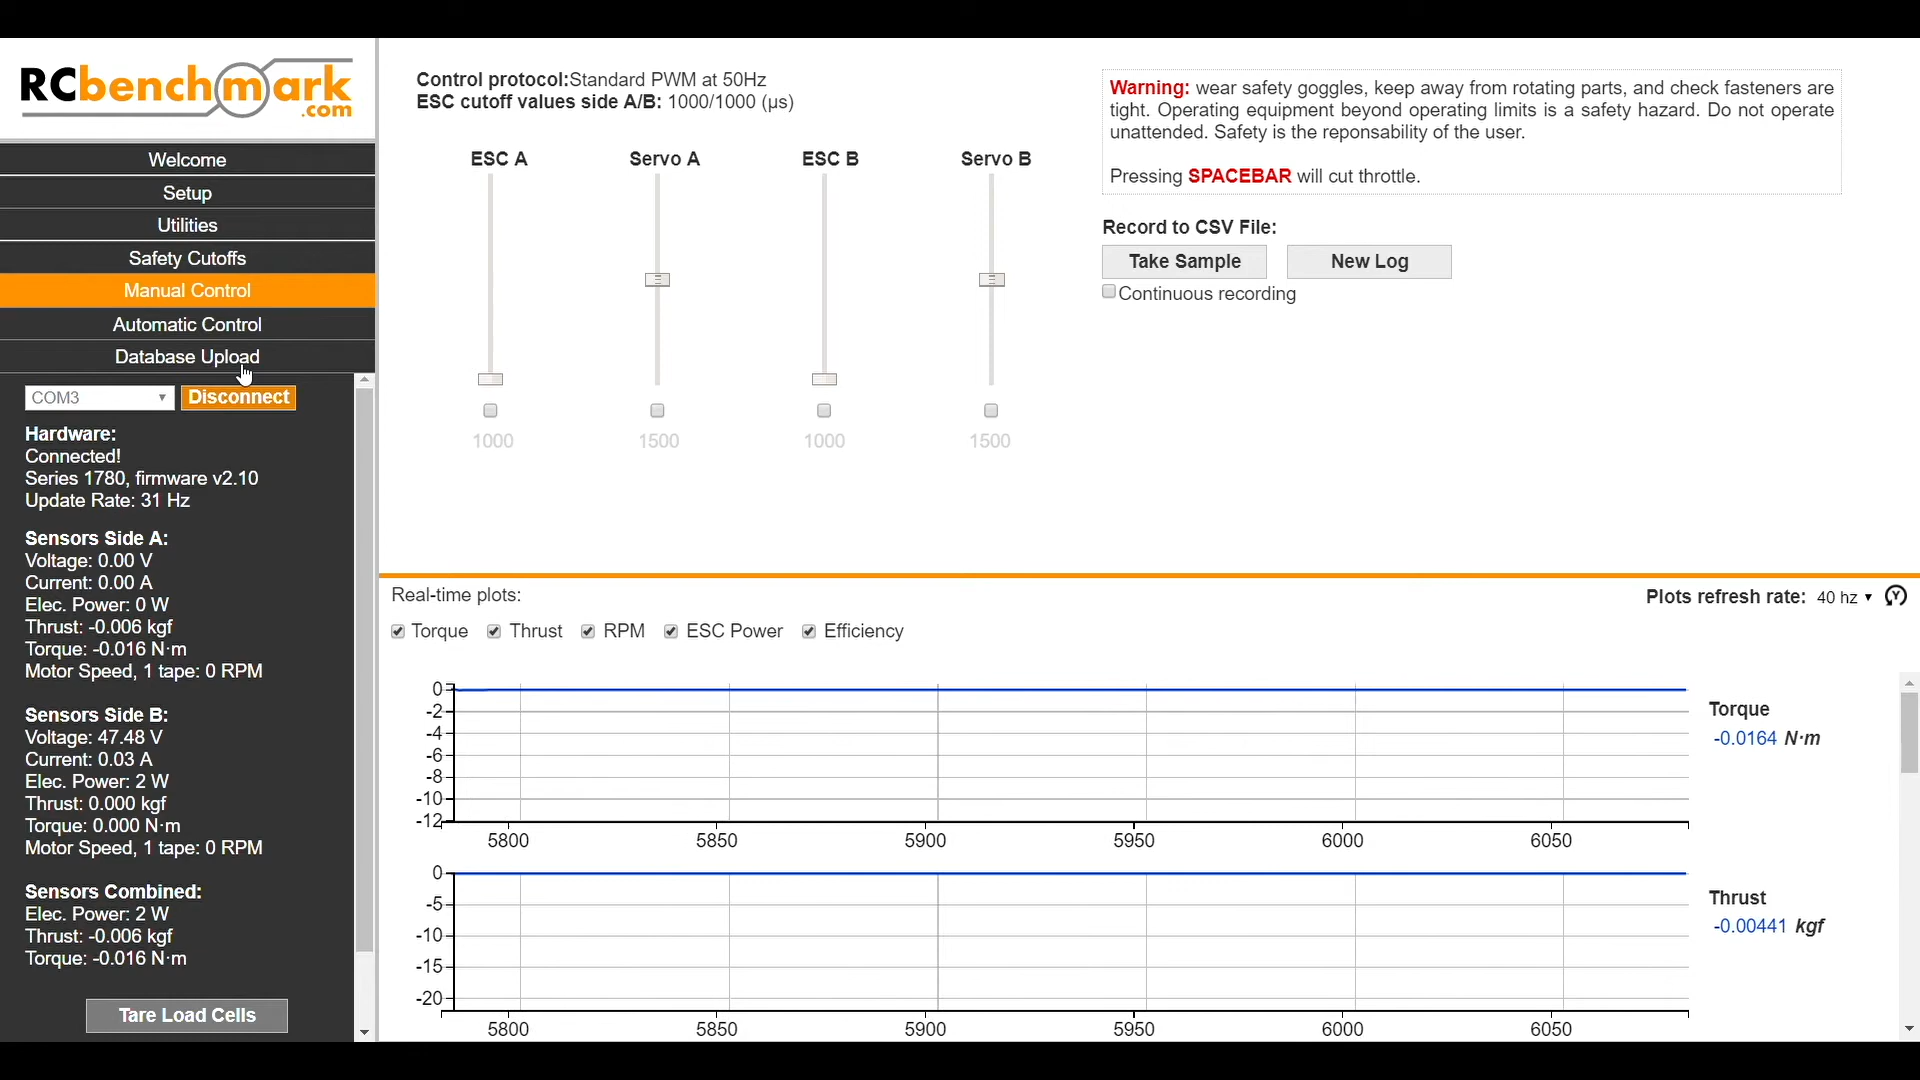 RCbenchmark
.com
Welcome
Setup
Utilities
Safety Cutoffs
Manual Control
Automatic Control
Database Upload
COM3 Disconnect
Hardware:
Connected!
Series 1780, firmware v2.10
Update Rate: 31 Hz
Sensors Side A:
Voltage: 0.00 V
Current: 0.00 A
Elec. Power: 0 W
Thrust: -0.006 kgf
Torque: -0.016 N·m
Motor Speed, 1 tape: 0 RPM
Sensors Side B:
Voltage: 47.48 V
Current: 0.03 A
Elec. Power: 2 W
Thrust: 0.000 kgf
Torque: 0.000 N·m
Motor Speed, 1 tape: 0 RPM
Sensors Combined:
Elec. Power: 2 W
Thrust: -0.006 kgf
Torque: -0.016 N·m
Tare Load Cells
Control protocol:Standard PWM at 50Hz
ESC cutoff values side A/B: 1000/1000 (µs)
ESC A Servo A ESC B Servo B
1000 1500 1000 1500
Warning: wear safety goggles, keep away from rotating parts, and check fasteners are
tight. Operating equipment beyond operating limits is a safety hazard. Do not operate
unattended. Safety is the reponsability of the user.
Pressing SPACEBAR will cut throttle.
Record to CSV File:
Take Sample New Log
Continuous recording
Real-time plots:
Plots refresh rate: 40 hz
Torque Thrust RPM ESC Power Efficiency
0
-2
-4
-6
-8
-10
-12
5800 5850 5900 5950 6000 6050
Torque
-0.0164 N·m
0
-5
-10
-15
-20
5800 5850 5900 5950 6000 6050
Thrust
-0.00441 kgf